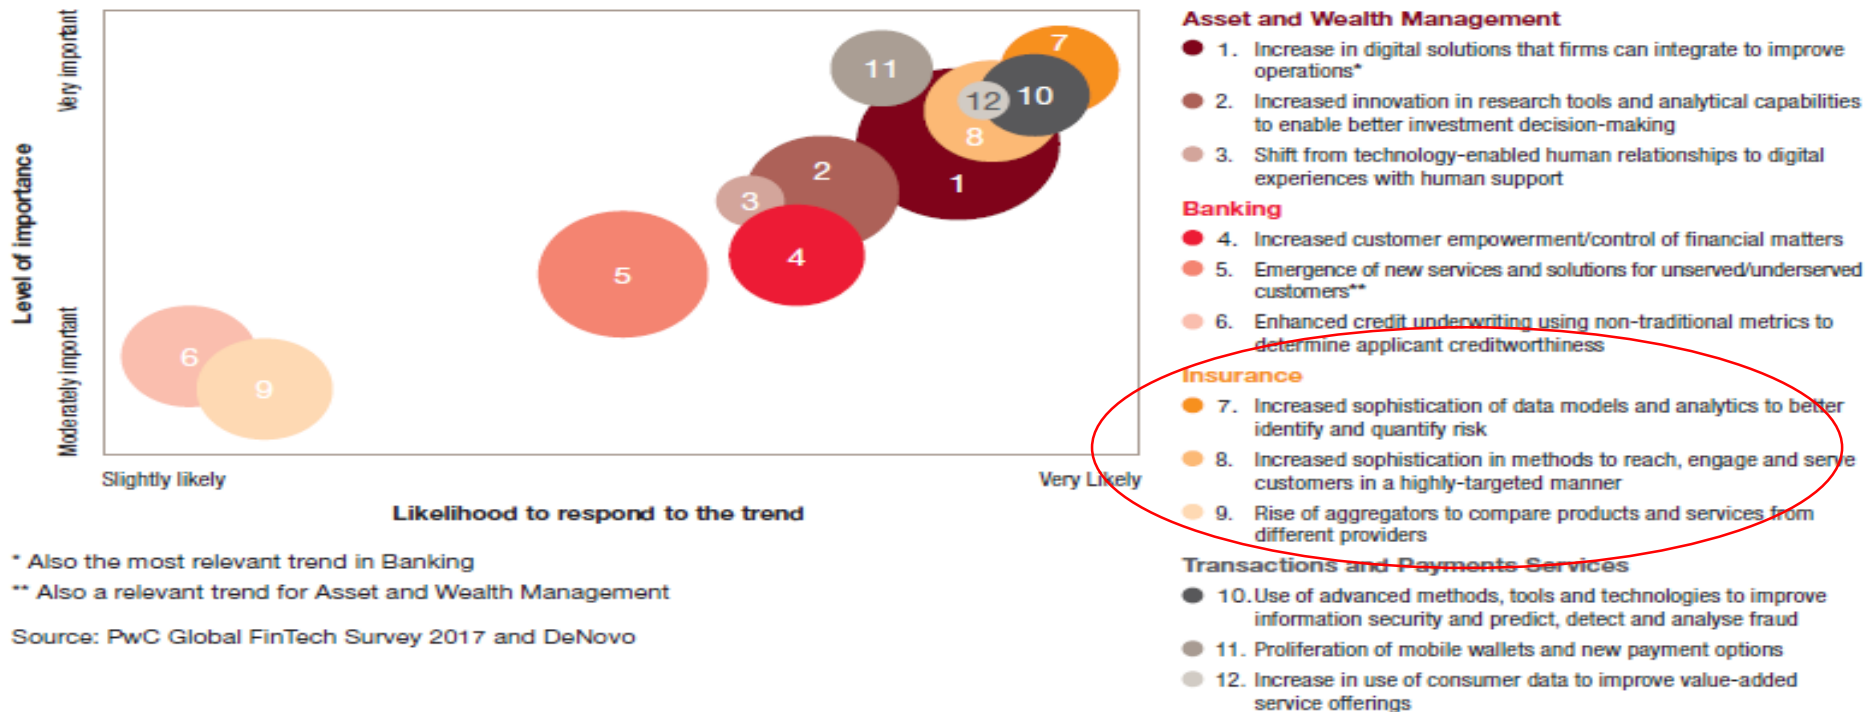 Very important
Level of importance
Moderately important
7
11
12
10
8
2
1
3
4
5
6
9
Slightly likely
Very Likely
Likelihood to respond to the trend
* Also the most relevant trend in Banking
** Also a relevant trend for Asset and Wealth Management
Source: PwC Global FinTech Survey 2017 and DeNovo
Asset and Wealth Management
1. Increase in digital solutions that firms can integrate to improve
operations*
2. Increased innovation in research tools and analytical capabilities
to enable better investment decision-making
3. Shift from technology-enabled human relationships to digital
experiences with human support
Banking
4. Increased customer empowerment/control of financial matters
5. Emergence of new services and solutions for unserved/underserved
customers**
6. Enhanced credit underwriting using non-traditional metrics to
determine applicant creditworthiness
Insurance
7. Increased sophistication of data models and analytics to better
identify and quantify risk
8. Increased sophistication in methods to reach, engage and serve
customers in a highly-targeted manner
9. Rise of aggregators to compare products and services from
different providers
Transactions and Payments Services
10. Use of advanced methods, tools and technologies to improve
information security and predict, detect and analyse fraud
11. Proliferation of mobile wallets and new payment options
12. Increase in use of consumer data to improve value-added
service offerings